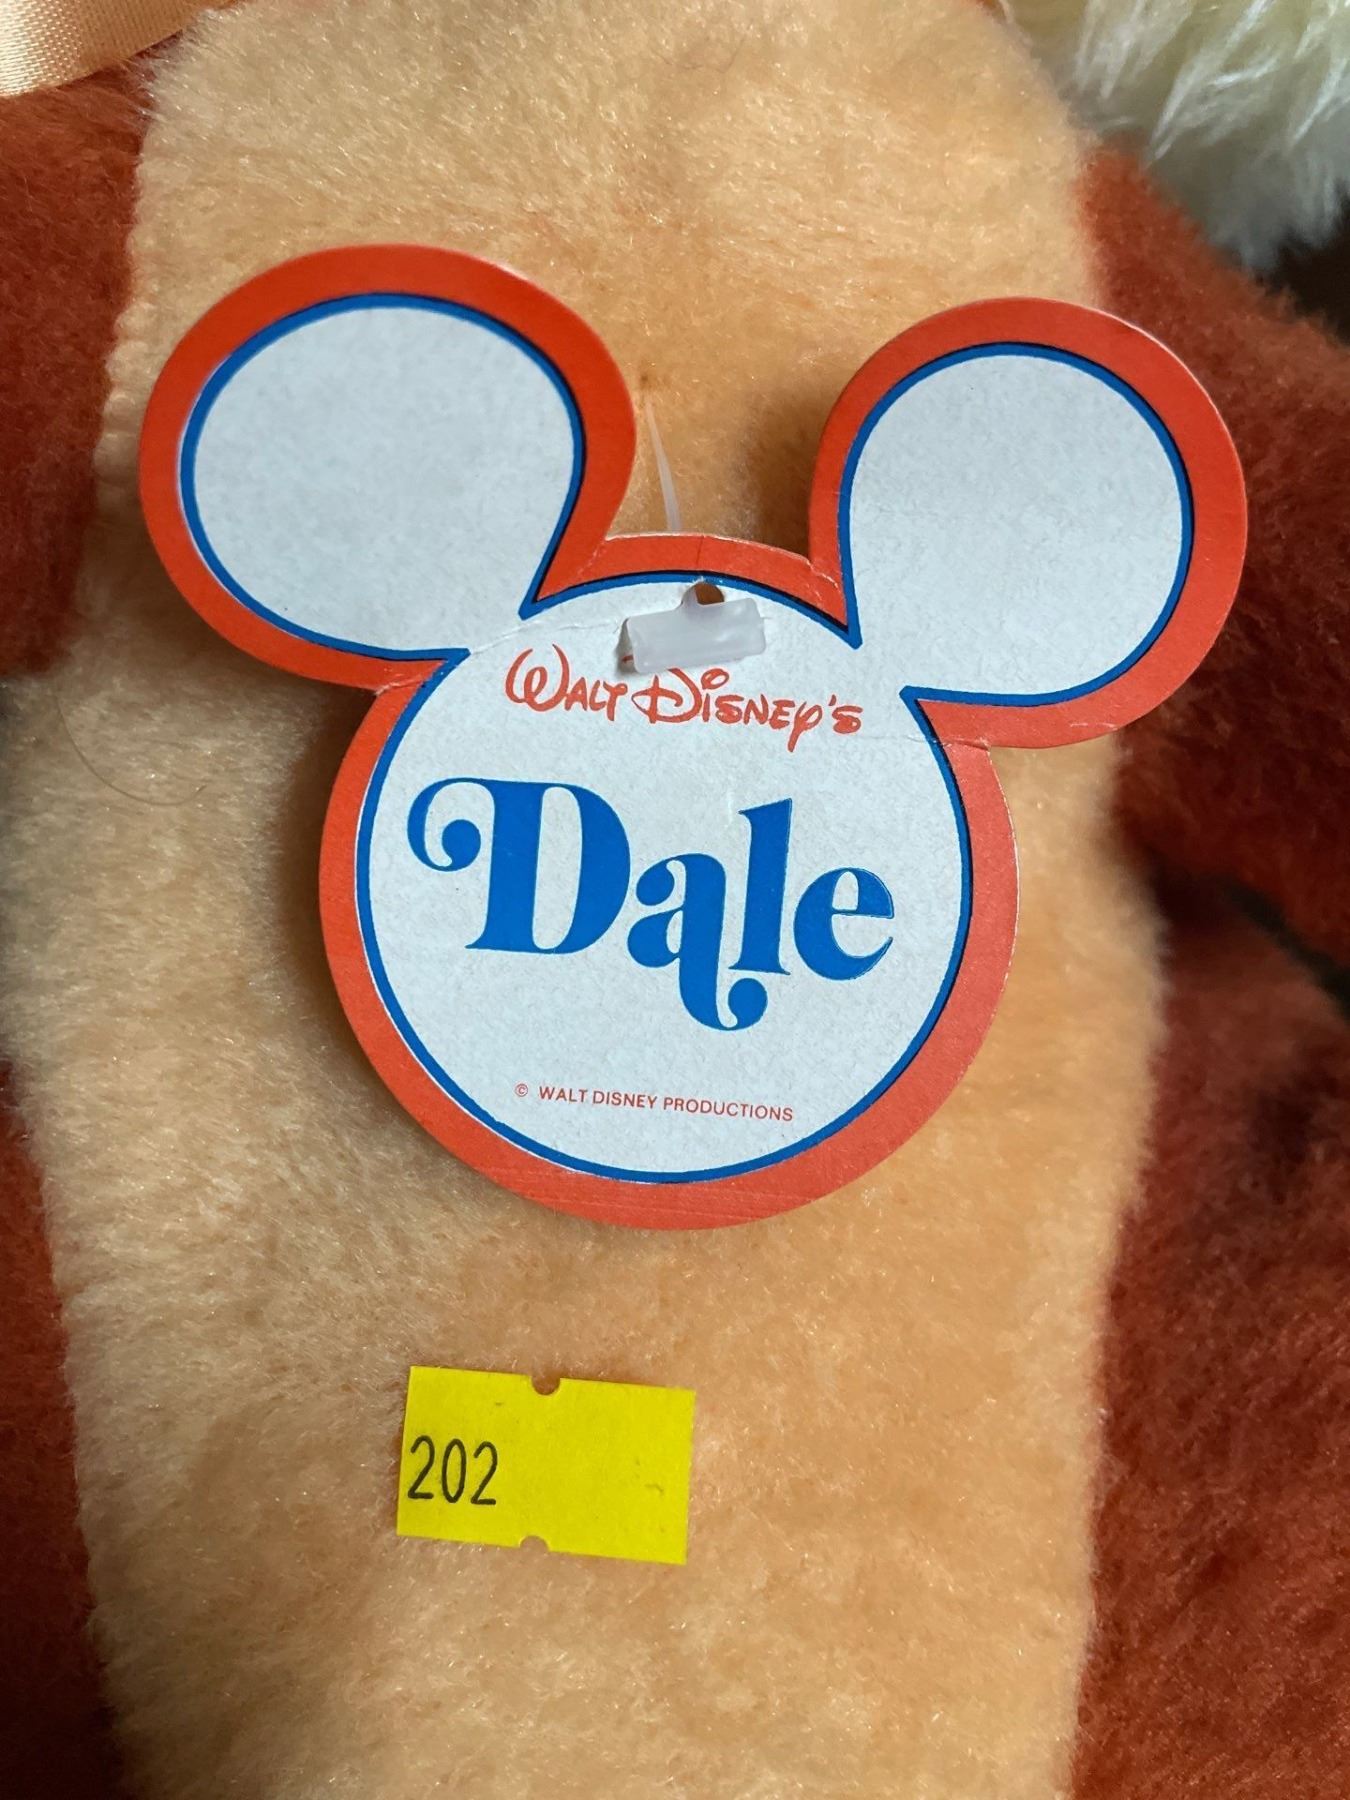 WALT DISNEY'S
Dale
© WALT DISNEY PRODUCTIONS
202